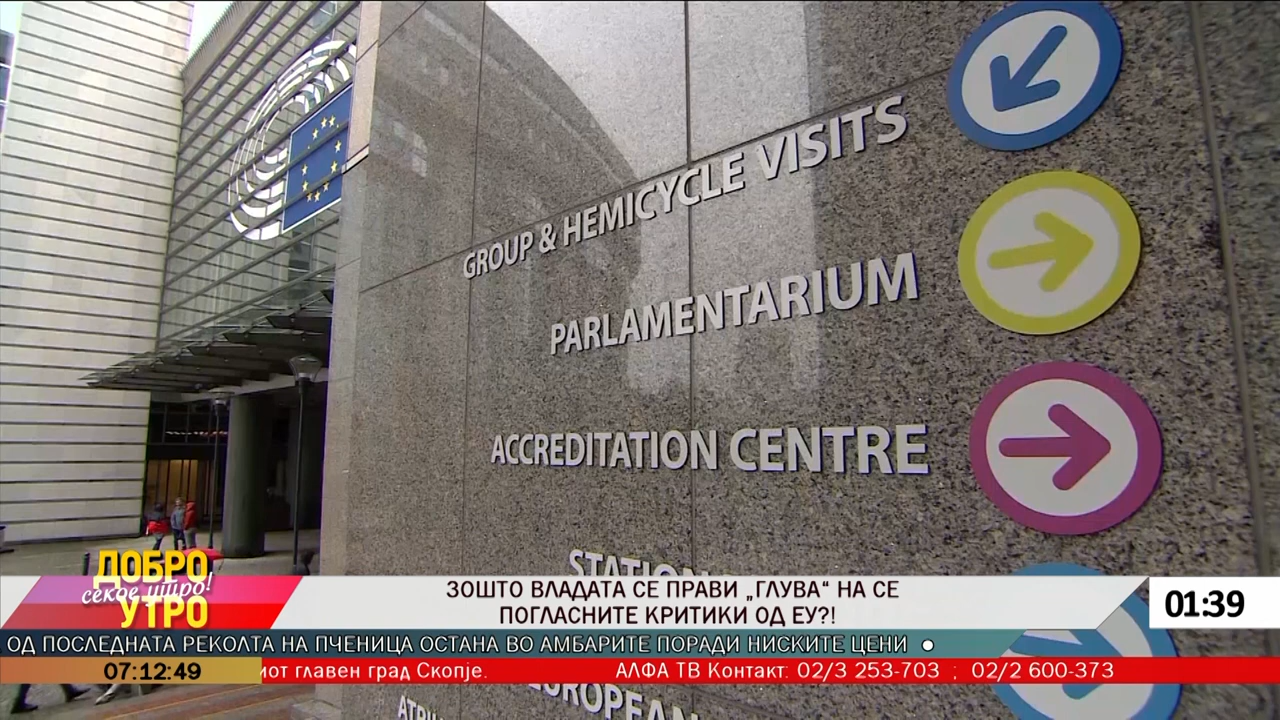 GROUP & HEMICYCLE VISITS
PARLAMENTARIUM
ACCREDITATION CENTRE
ДОБРО
секое утро!
УТРО
ЗОШТО ВЛАДАТА СЕ ПРАВИ „ГЛУВА“ НА СЕ
ПОГЛАСНИТЕ КРИТИКИ ОД ЕУ?!
01:39
ОД ПОСЛЕДНАТА РЕКОЛТА НА ПЧЕНИЦА ОСТАНА ВО АМБАРИТЕ ПОРАДИ НИСКИТЕ ЦЕНИ
07:12:49
иот главен град Скопје. АЛФА ТВ Контакт: 02/3 253-703 ; 02/2 600-373
EUROPEAN